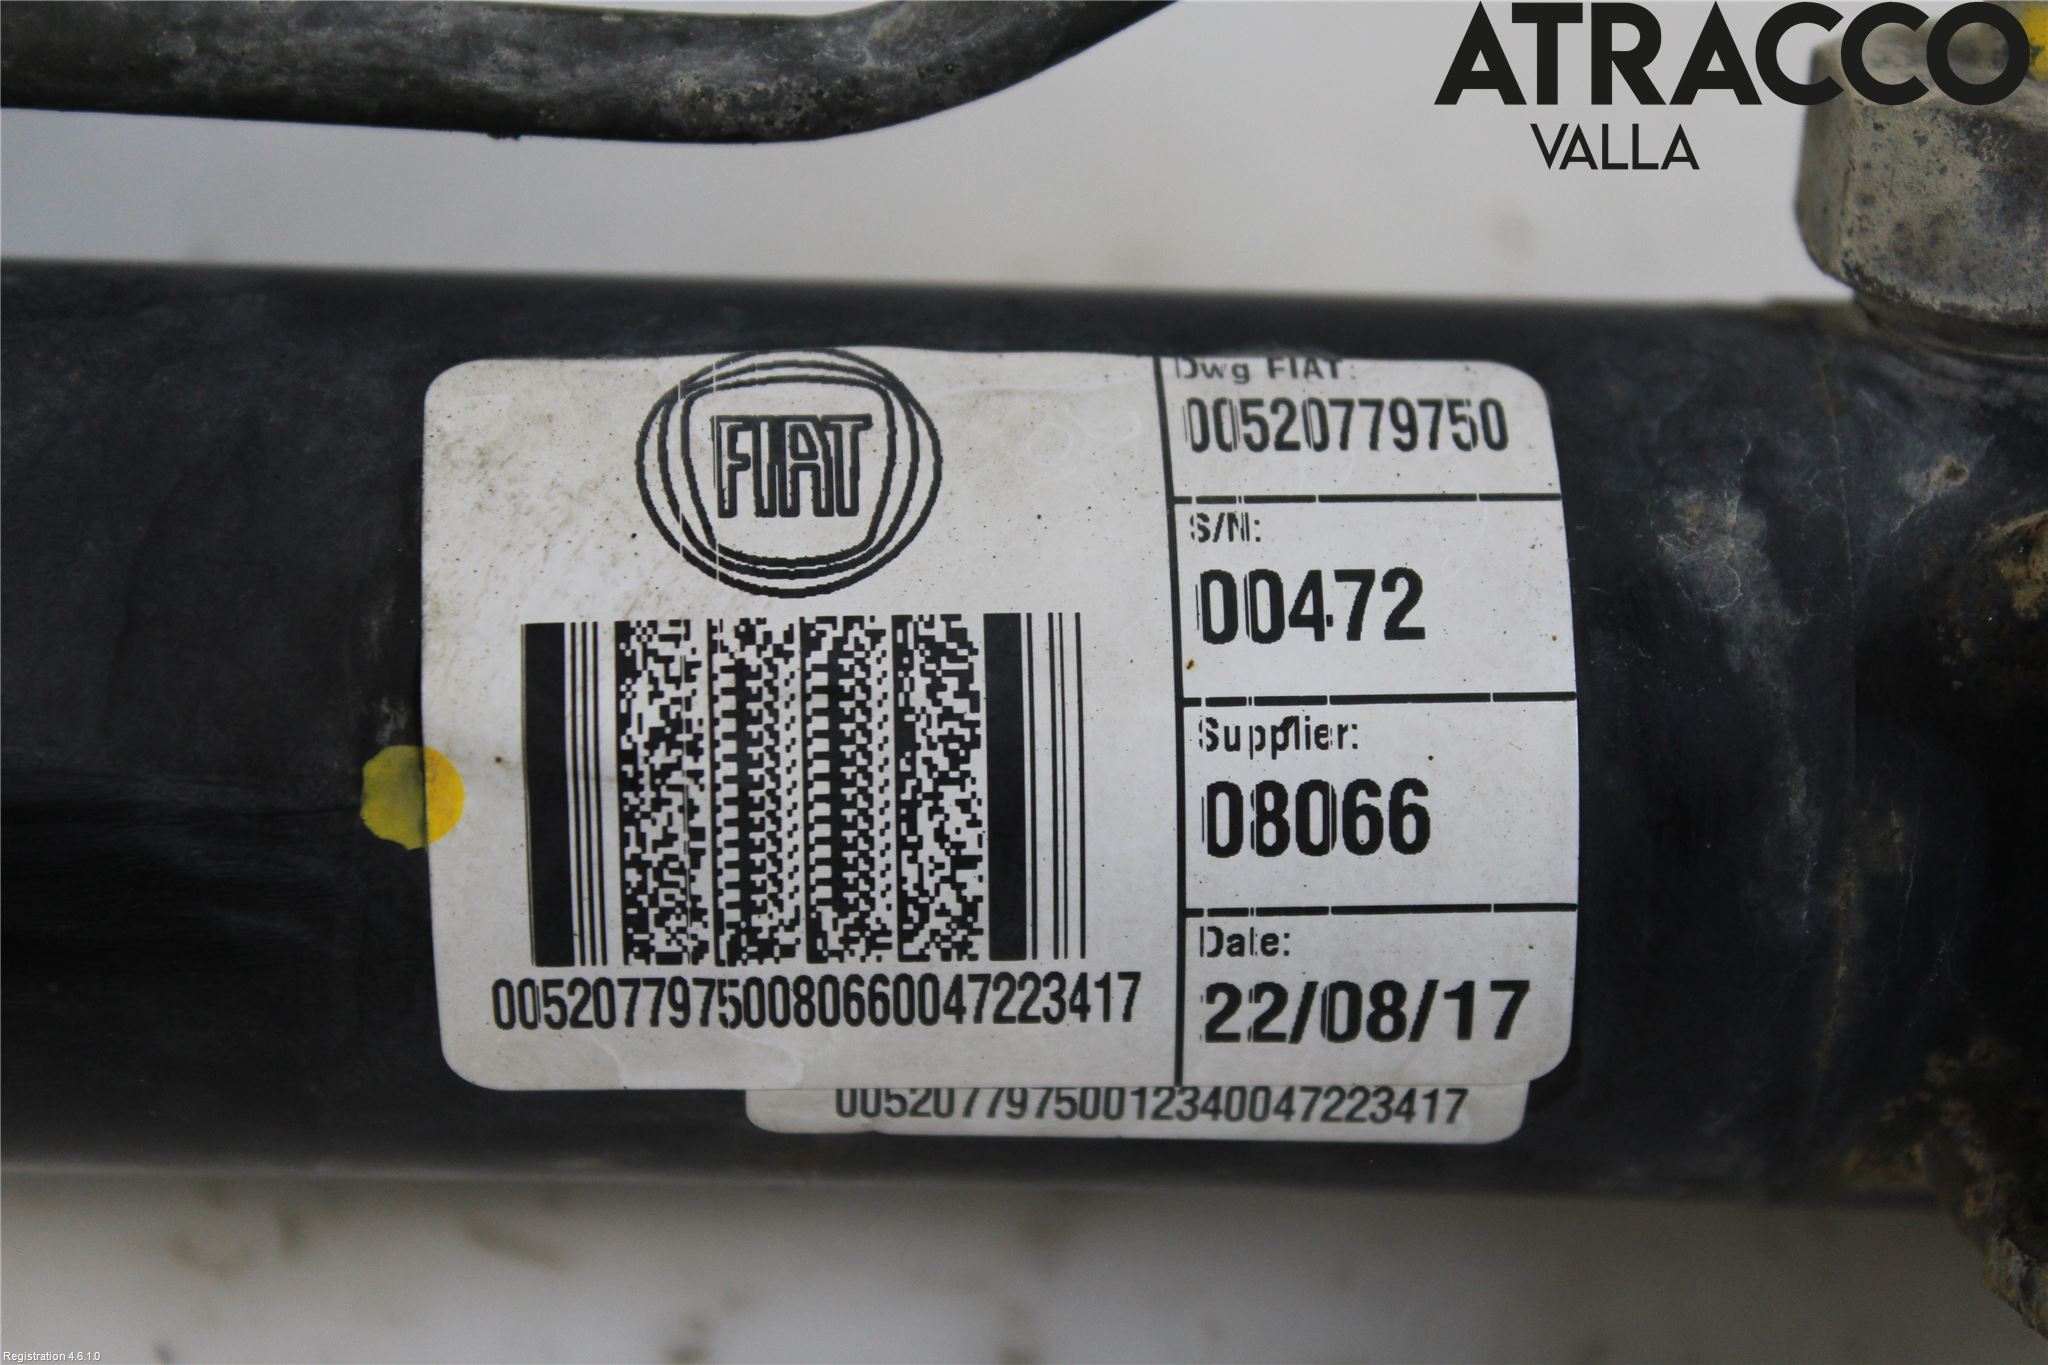 ATRACCO
VALLA
FIAT
Dwg FIAT:
00520779750
S/N:
00472
Supplier:
08066
Date:
22/08/17
00520779750080660047223417
00520779750012340047223417
Registration 4.6.1.0